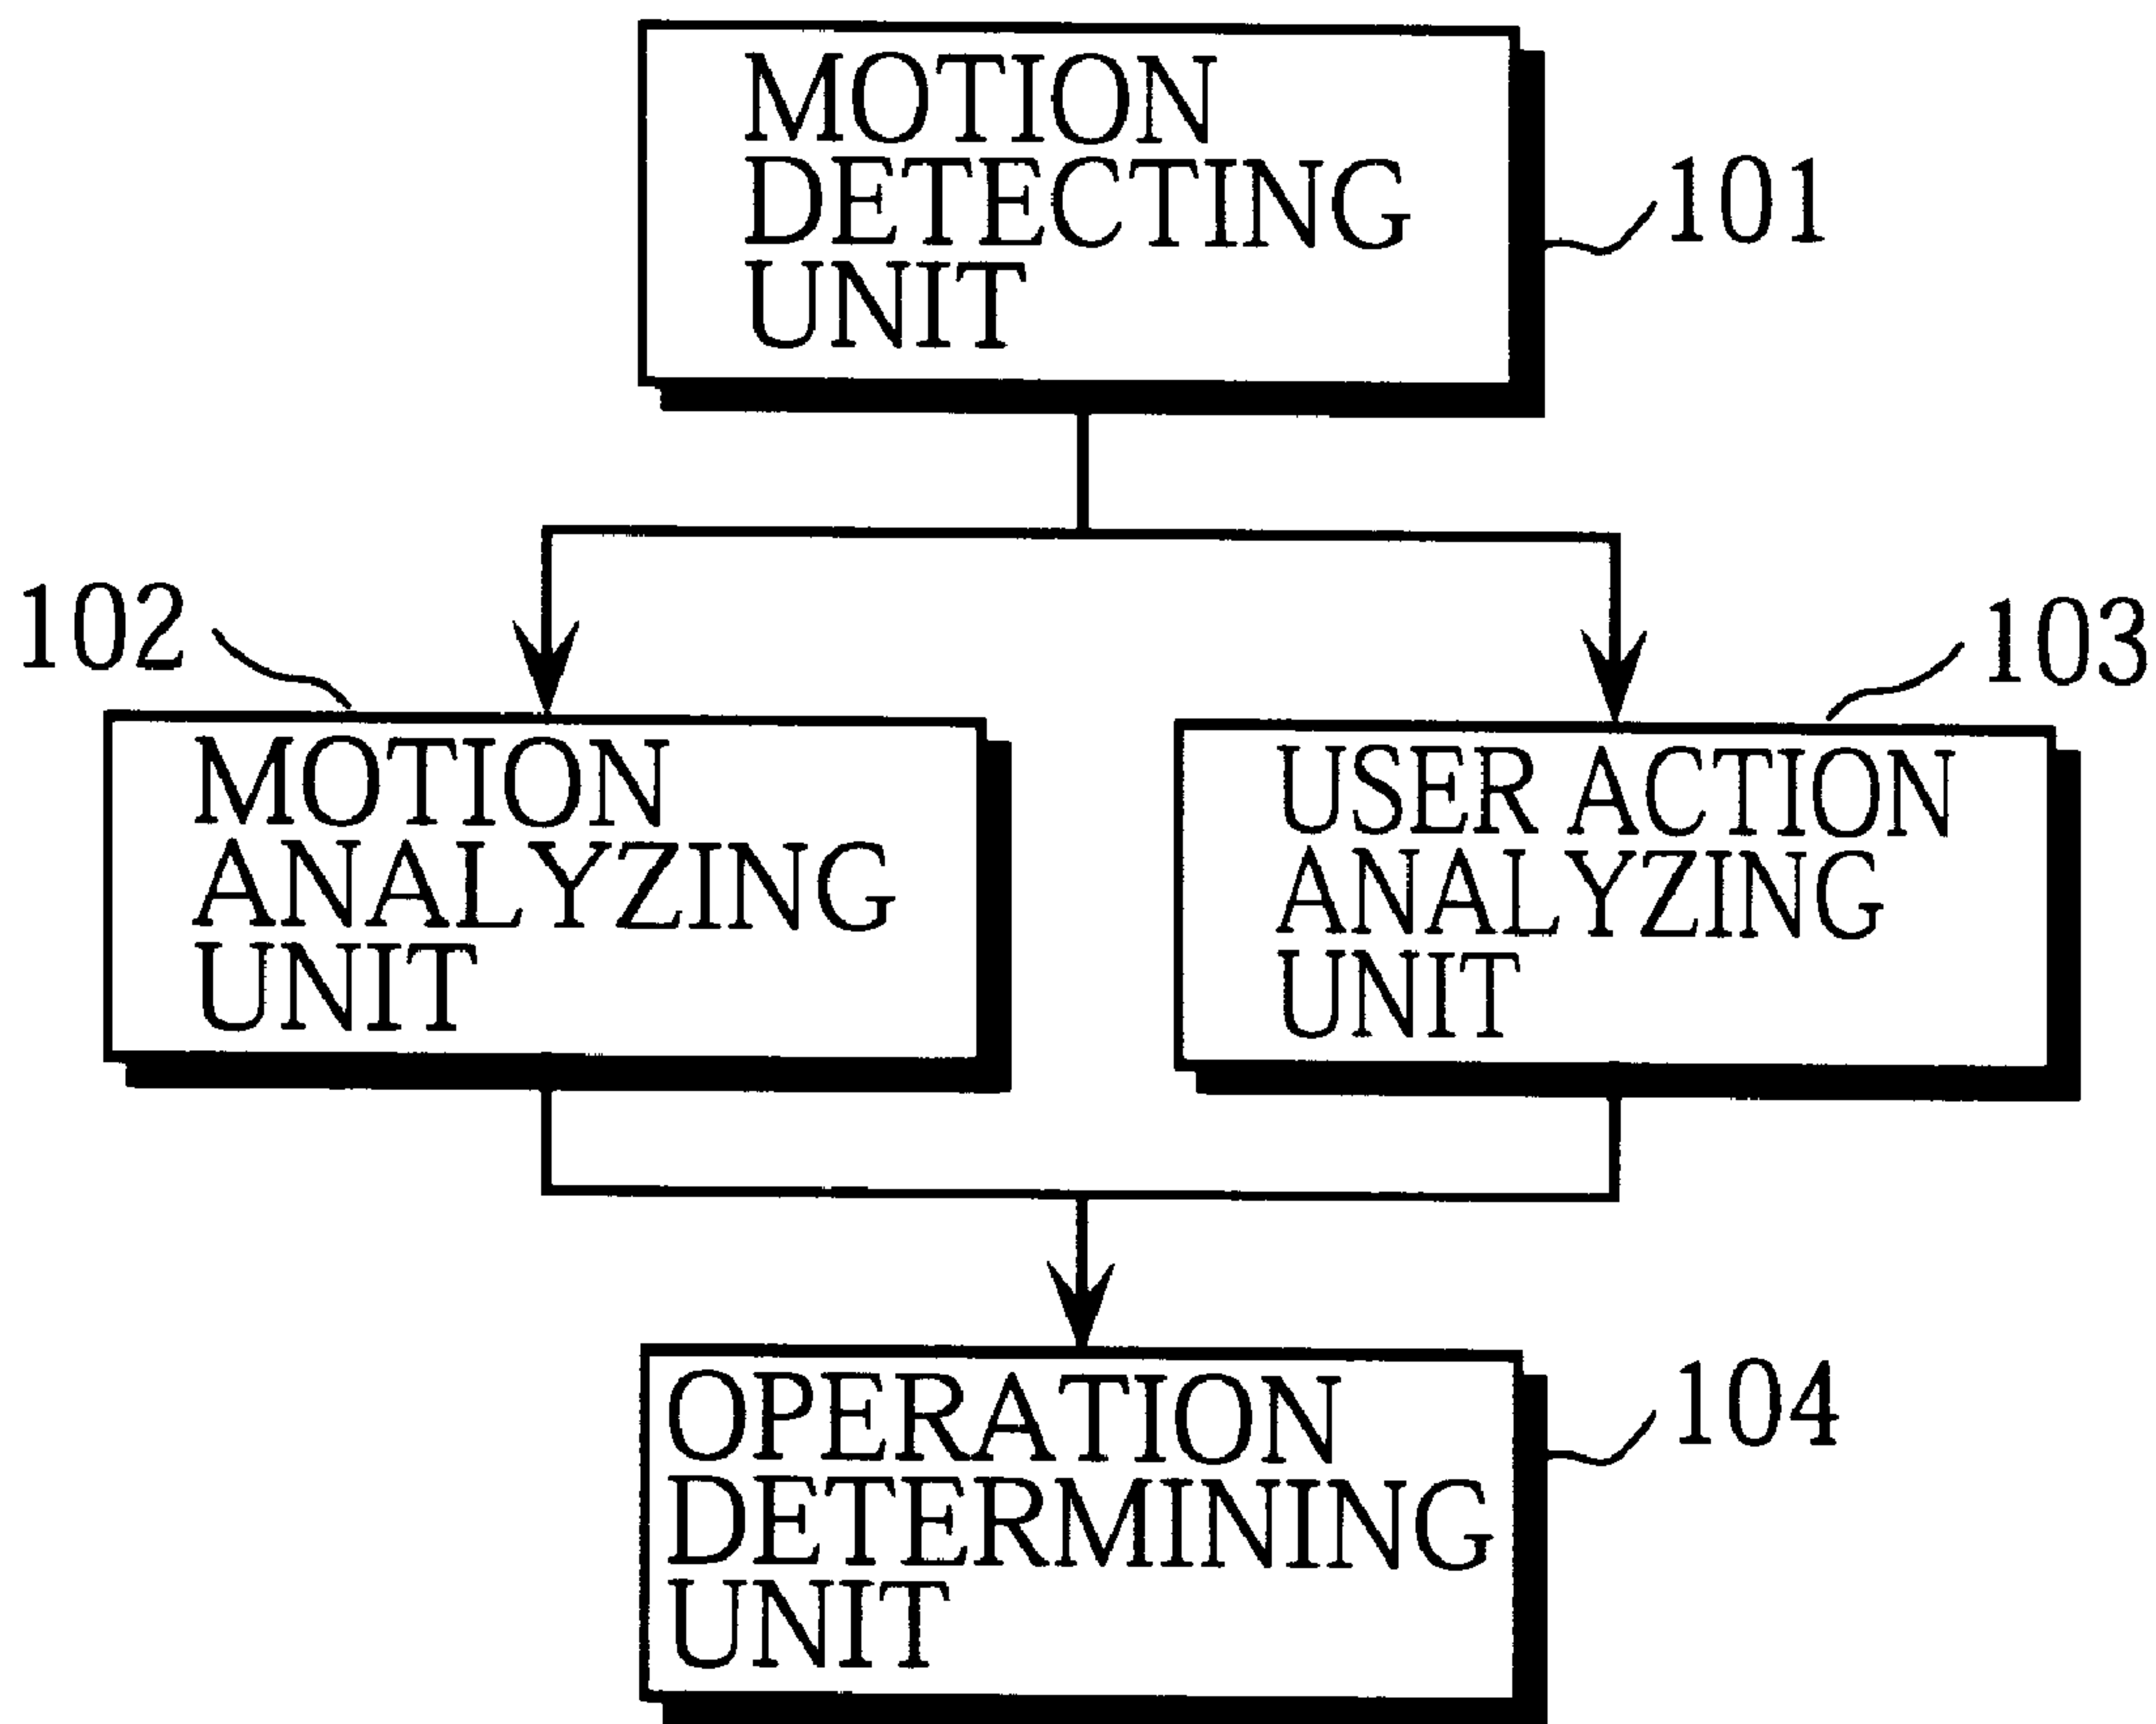 MOTION
DETECTING
UNIT
101
102
103
MOTION
ANALYZING
UNIT
USER ACTION
ANALYZING
UNIT
OPERATION
DETERMINING
UNIT
104